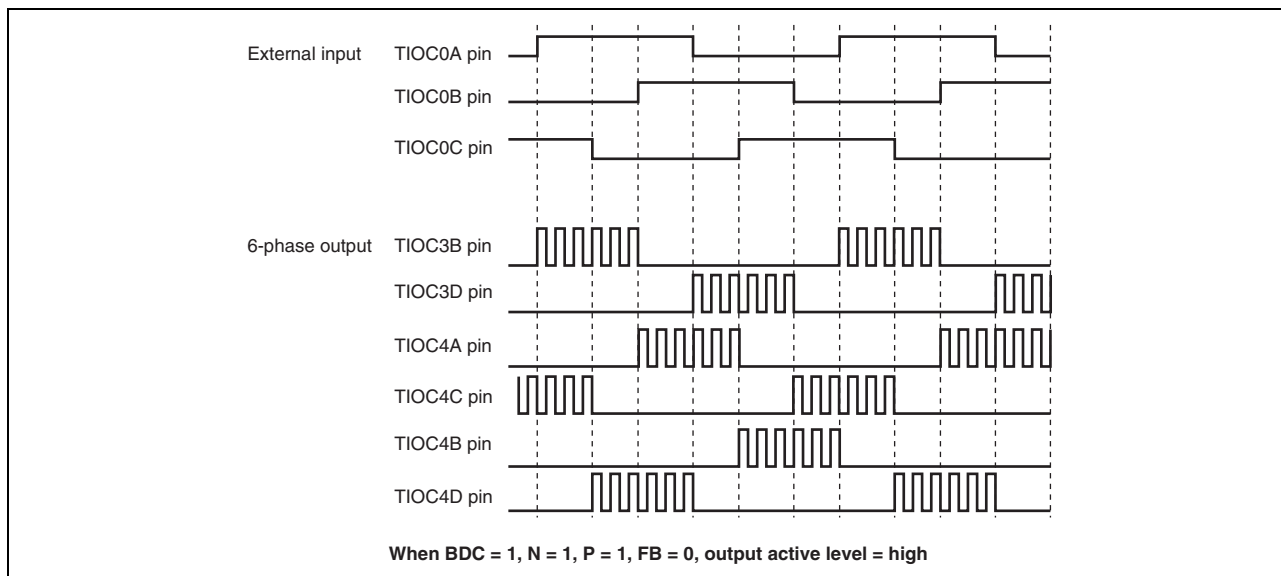 External input TIOC0A pin
TIOC0B pin
TIOC0C pin
6-phase output TIOC3B pin
TIOC3D pin
TIOC4A pin
TIOC4C pin
TIOC4B pin
TIOC4D pin
When BDC = 1, N = 1, P = 1, FB = 0, output active level = high